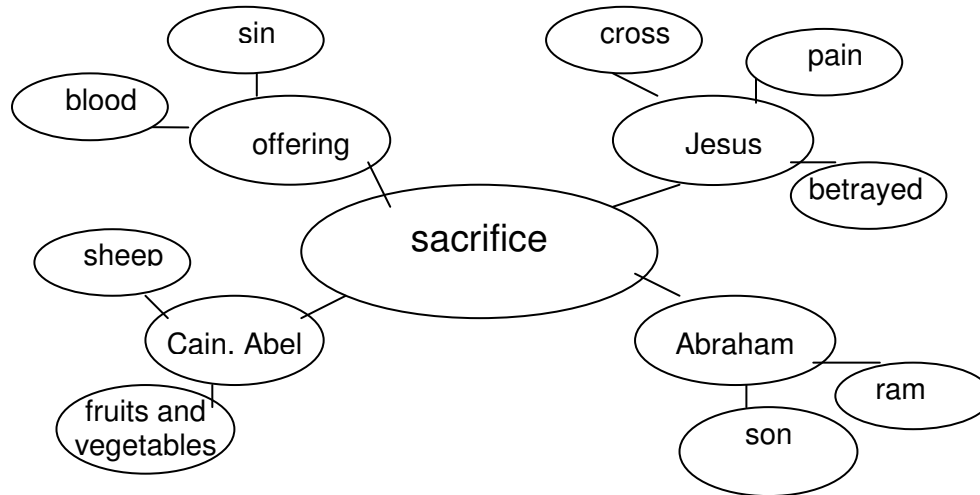 sin
cross
pain
blood
offering
Jesus
betrayed
sacrifice
sheep
Cain. Abel
Abraham
ram
fruits and
vegetables
son